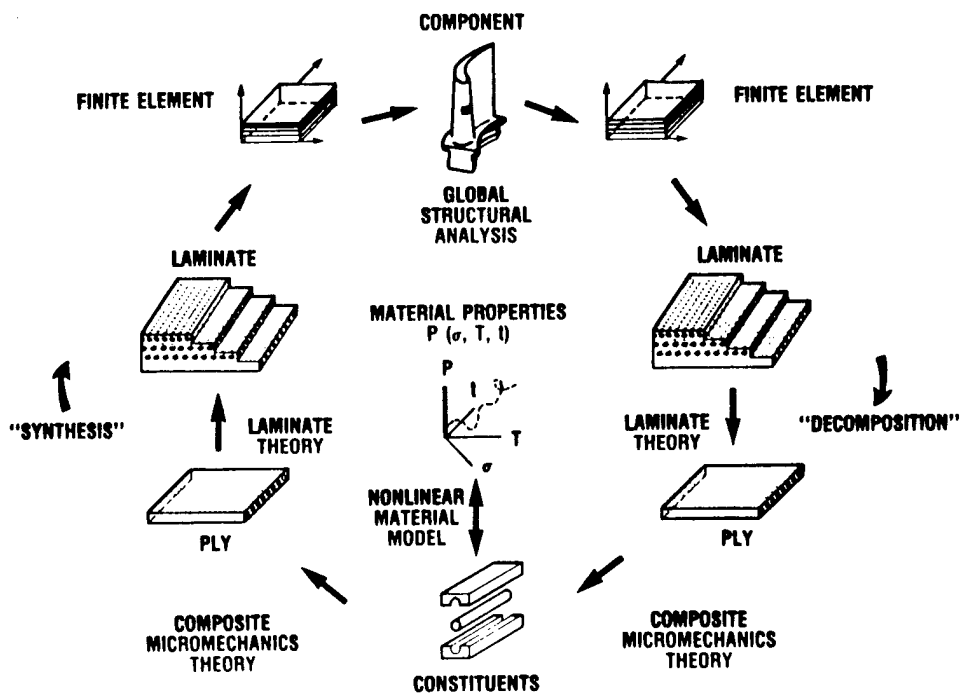 COMPONENT
FINITE ELEMENT
FINITE ELEMENT
GLOBAL
STRUCTURAL
ANALYSIS
LAMINATE
LAMINATE
MATERIAL PROPERTIES
P (σ, T, t)
P
t
T
σ
"SYNTHESIS"
LAMINATE
THEORY
LAMINATE
THEORY
"DECOMPOSITION"
NONLINEAR
MATERIAL
MODEL
PLY
PLY
COMPOSITE
MICROMECHANICS
THEORY
COMPOSITE
MICROMECHANICS
THEORY
CONSTITUENTS